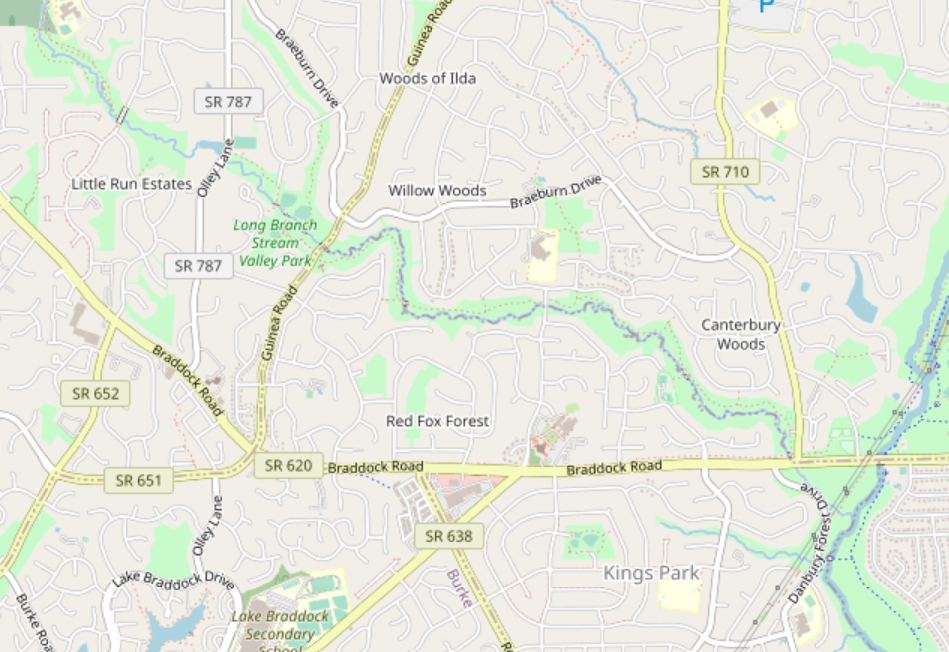 P
Guinea Road
Braeburn Drive
Woods of Ilda
SR 787
Olley Lane
SR 710
Little Run Estates
Willow Woods
Braeburn Drive
Long Branch
Stream
Valley Park
SR 787
Guinea Road
Canterbury
Woods
Braddock Road
SR 652
Red Fox Forest
SR 620
Braddock Road
Braddock Road
SR 651
Olley Lane
Danbury Forest Drive
SR 638
Lake Braddock Drive
Kings Park
Burke
Burke Roa
Lake Braddock
Secondary
School
Ro